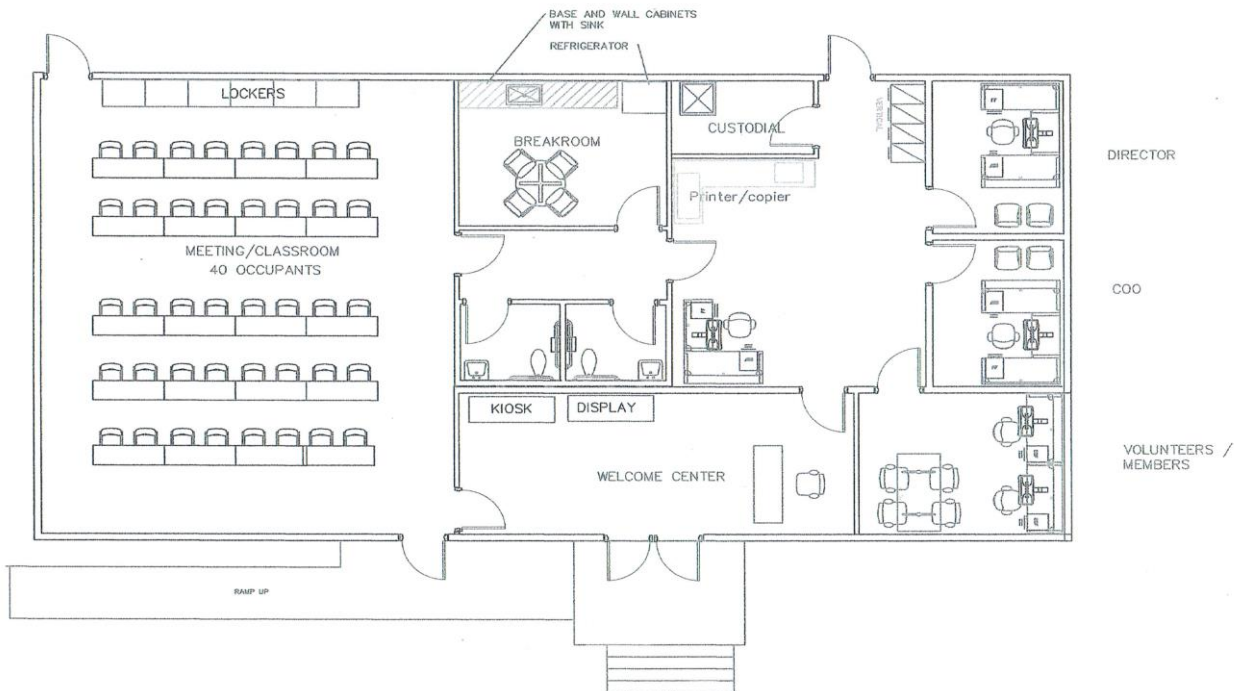 BASE AND WALL CABINETS
WITH SINK
REFRIGERATOR
LOCKERS
BREAKROOM
CUSTODIAL
VERTICAL
DIRECTOR
Printer/copier
MEETING/CLASSROOM
40 OCCUPANTS
COO
KIOSK
DISPLAY
WELCOME CENTER
VOLUNTEERS /
MEMBERS
RAMP UP